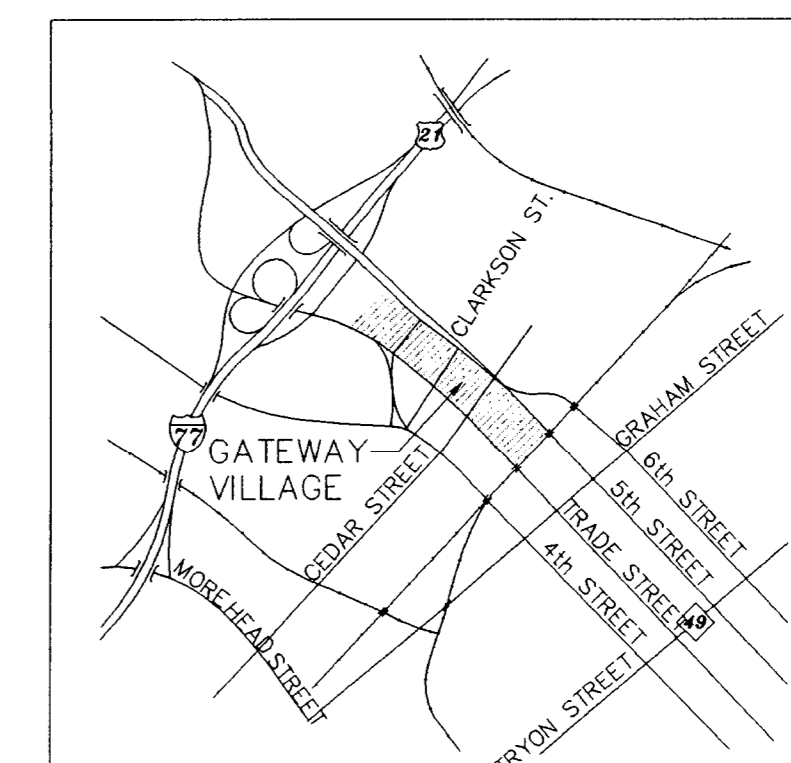 21
CLARKSON ST.
GRAHAM STREET
77
GATEWAY
VILLAGE
CEDAR STREET
6th STREET
5th STREET
TRADE STREET
4th STREET
49
MOREHEAD STREET
TRYON STREET